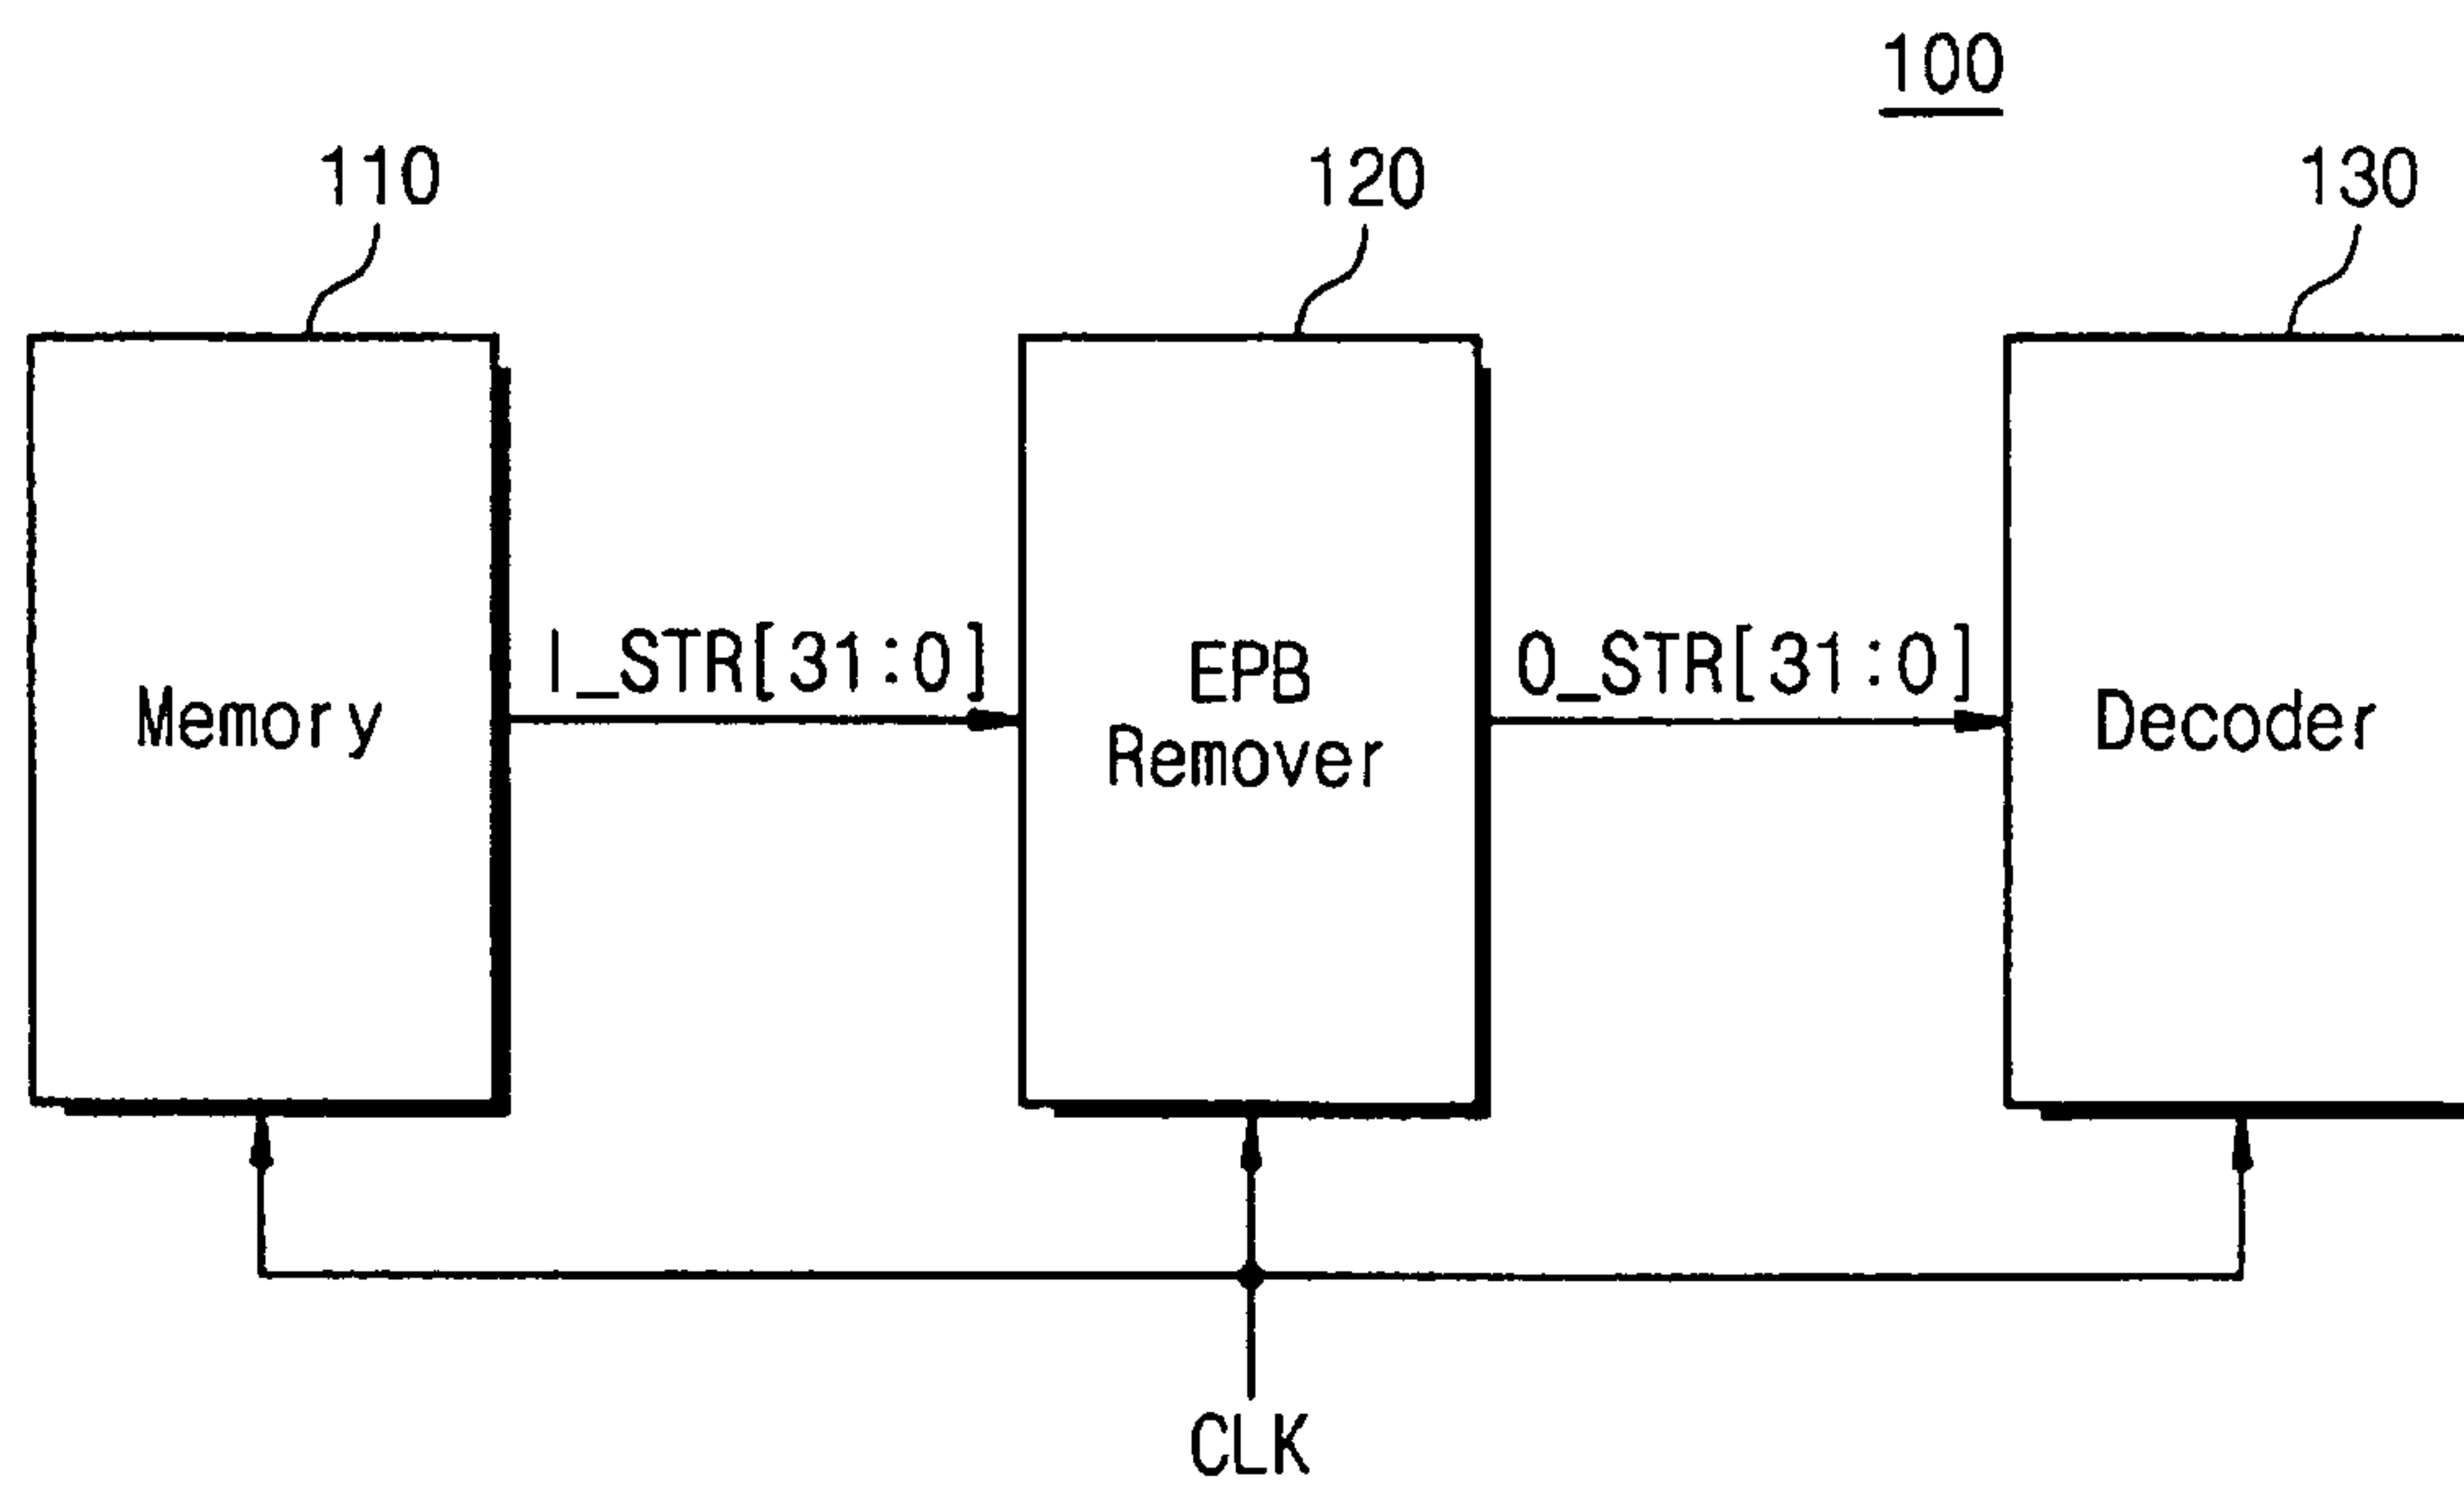 100
110
120
130
I_STR[31:0]
O_STR[31:0]
Memory
EPB
Remover
Decoder
CLK